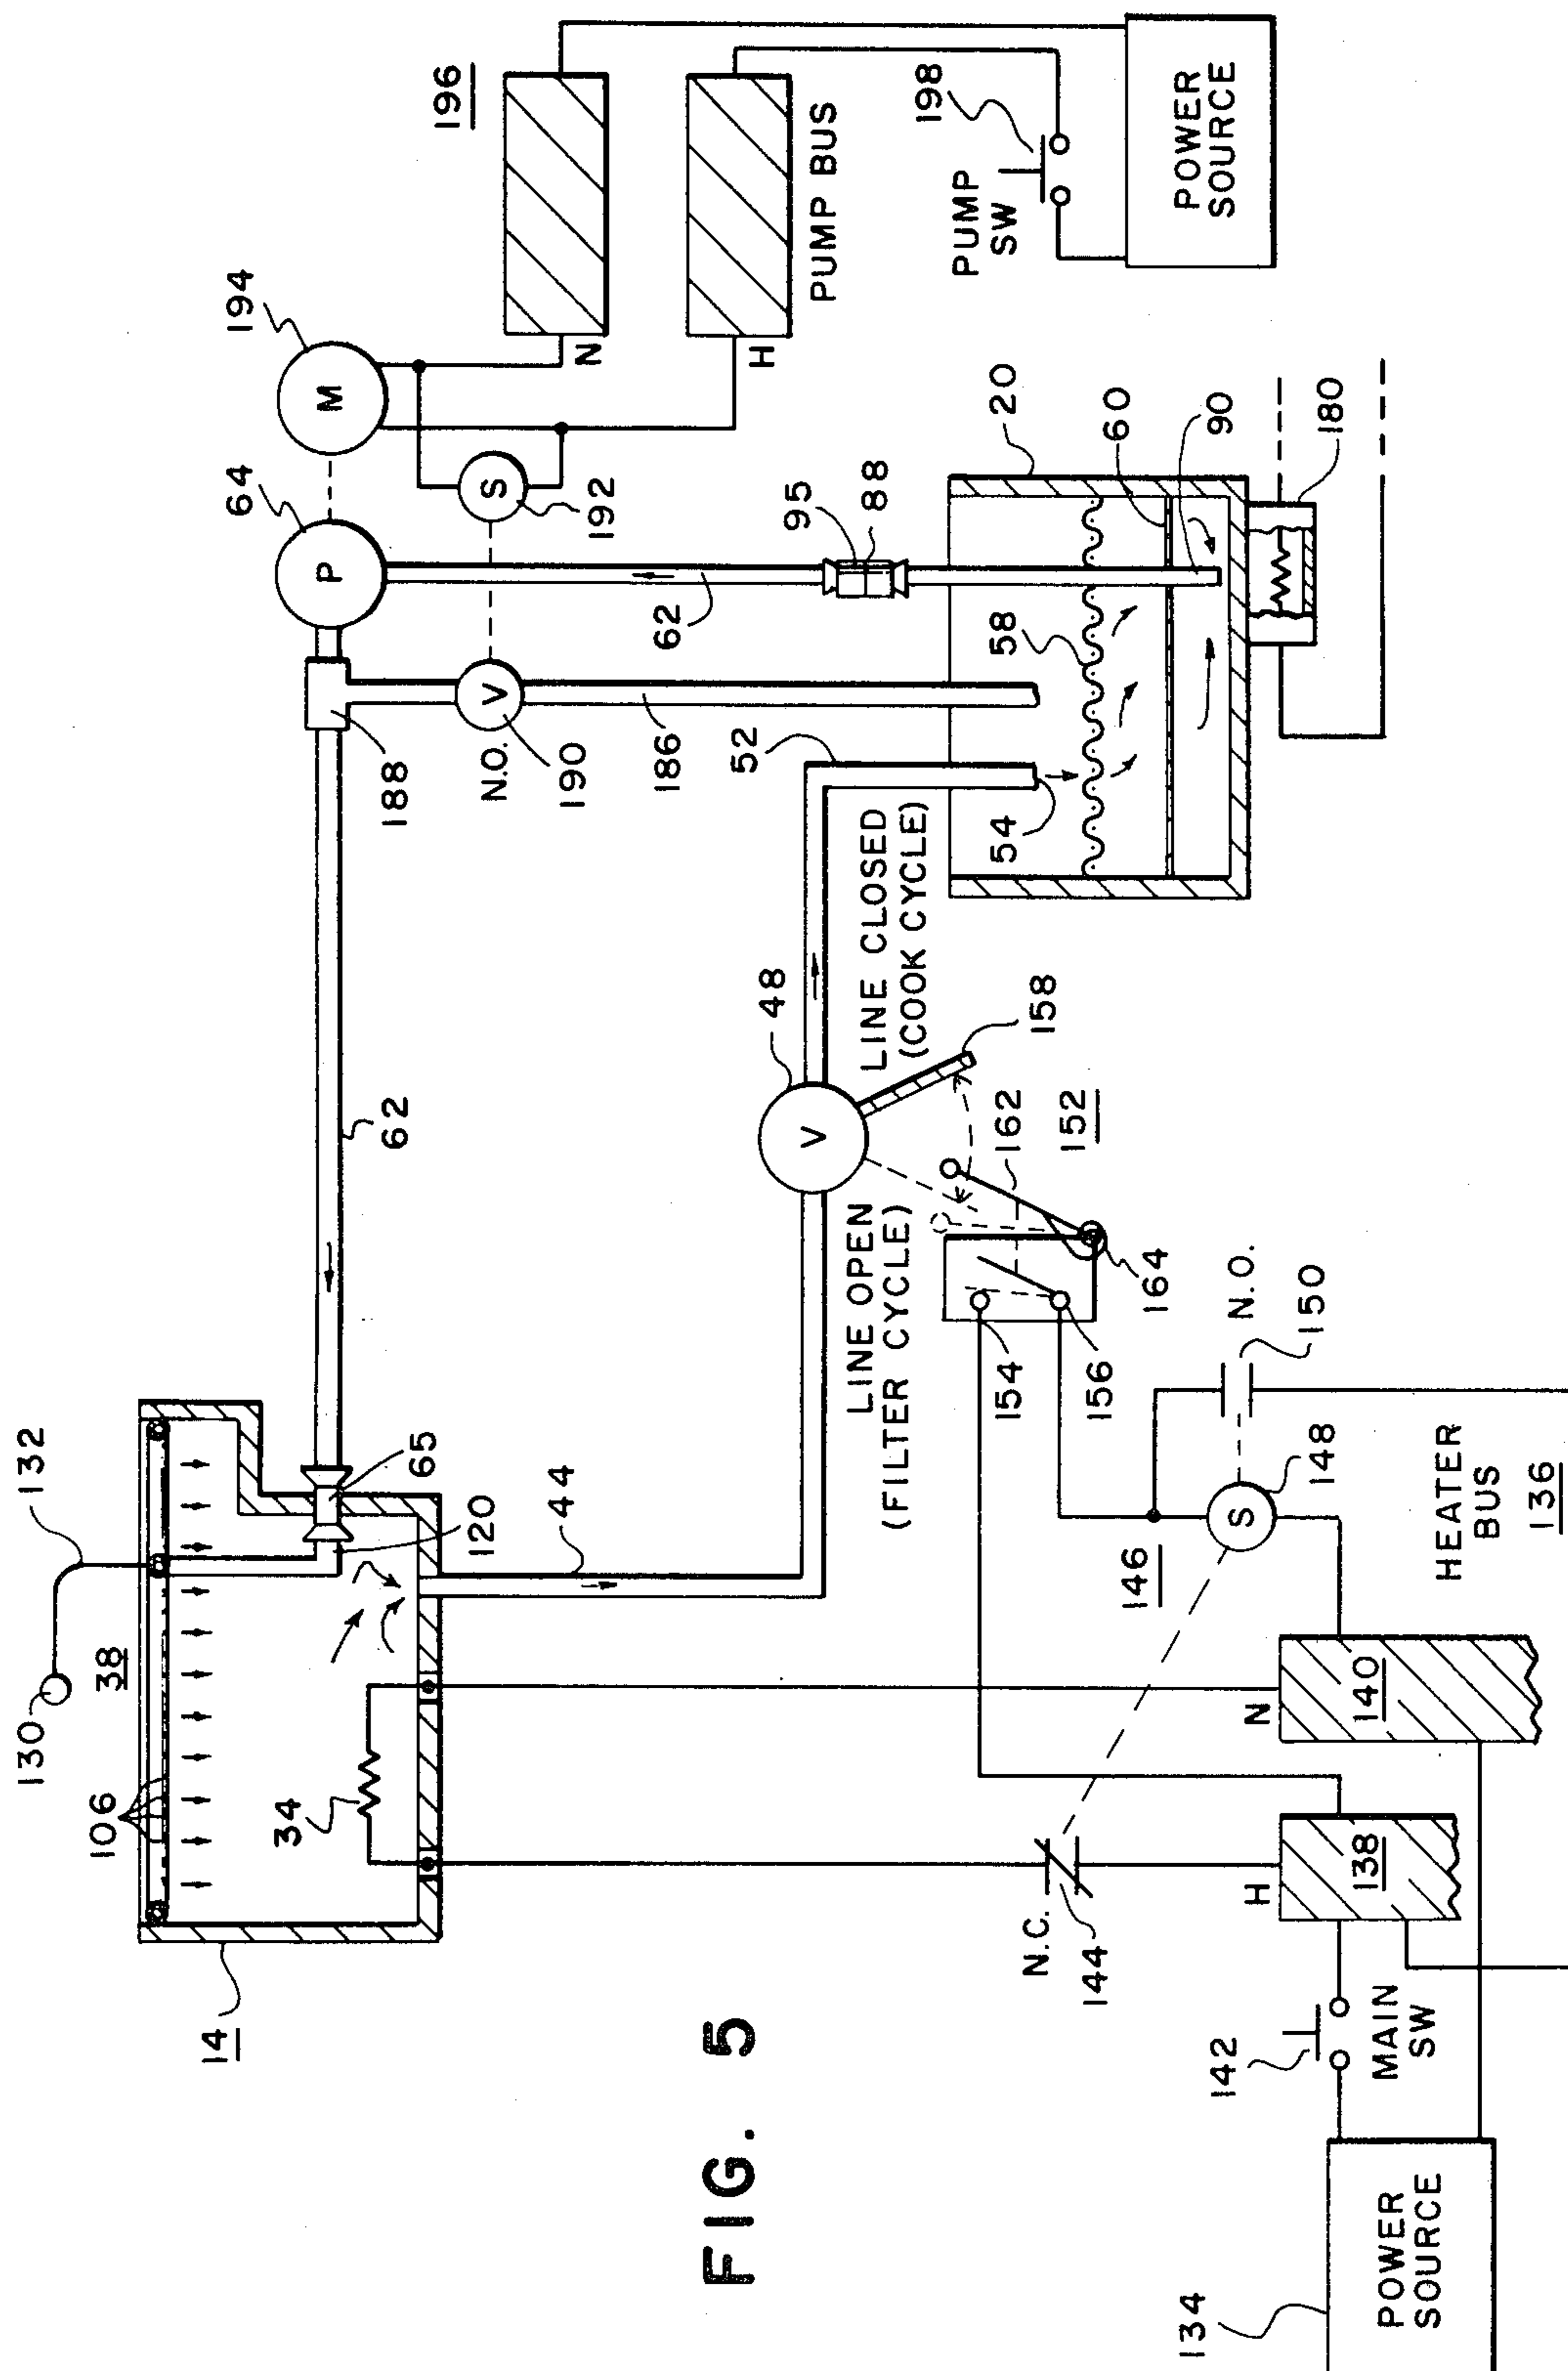 196
194
M
64
P
S
192
N
H
PUMP BUS
198
PUMP
SW
POWER
SOURCE
188
N.O.
V
190
186
62
95
88
20
60
90
180
52
58
54
LINE CLOSED
(COOK CYCLE)
48
V
158
162
152
62
LINE OPEN
(FILTER CYCLE)
164
154
156
N.O.
150
132
65
120
44
38
130
106
34
14
146
S
148
HEATER
BUS
136
N
140
H
138
N.C.
144
142
MAIN
SW
134
POWER
SOURCE
FIG. 5